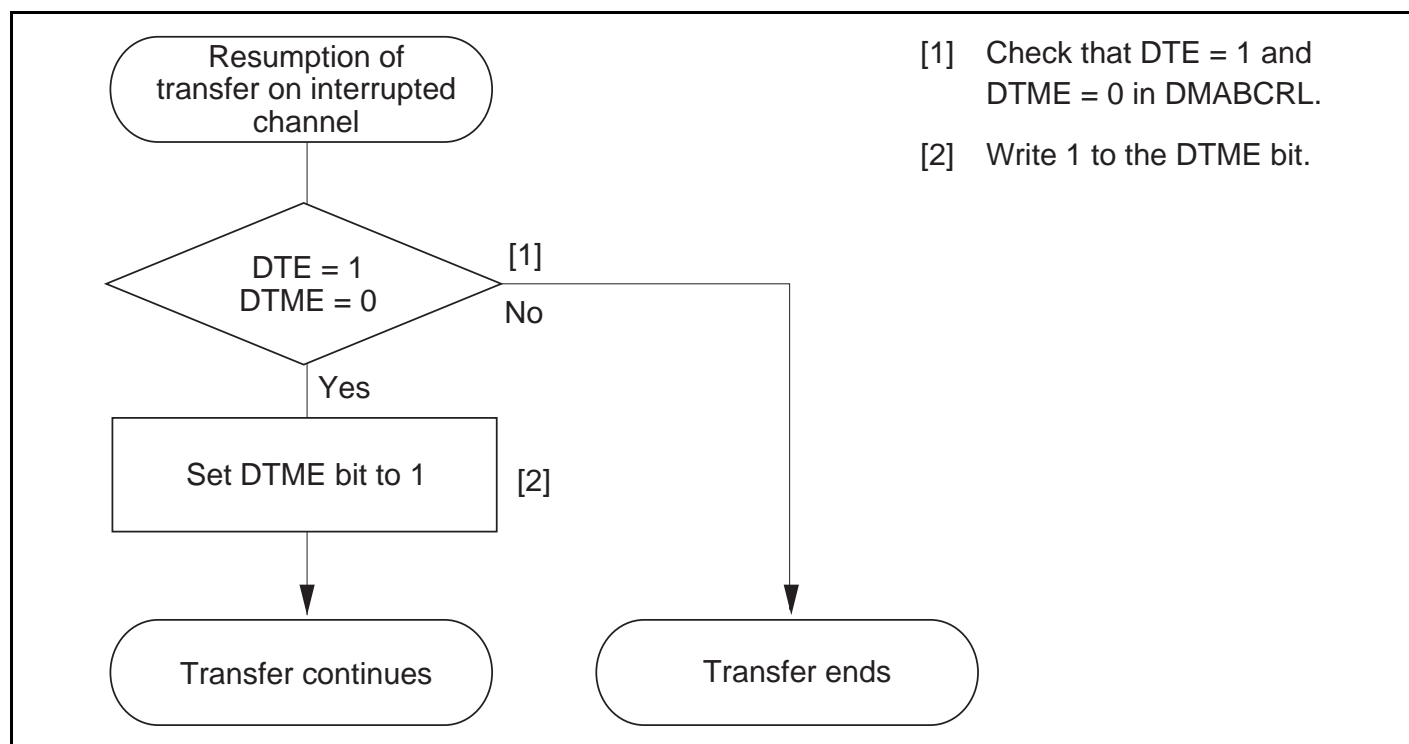 Resumption of
transfer on interrupted
channel
DTE = 1
DTME = 0
[1]
No
Yes
Set DTME bit to 1
[2]
Transfer continues
Transfer ends
[1] Check that DTE = 1 and
DTME = 0 in DMABCRL.
[2] Write 1 to the DTME bit.